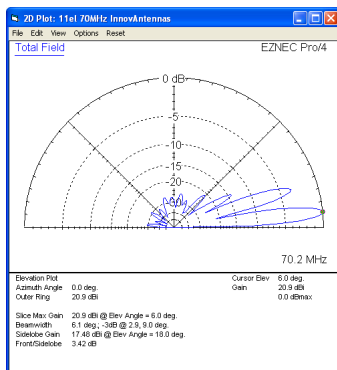 2D Plot: 11el 70MHz InnovAntennas
File Edit View Options Reset
Total Field
EZNEC Pro/4
0 dB
-5
-10
-15
-20
-30
70.2 MHz
Elevation Plot
Azimuth Angle 0.0 deg.
Outer Ring 20.9 dBi
Cursor Elev 6.0 deg.
Gain 20.9 dBi
0.0 dBmax
Slice Max Gain 20.9 dBi @ Elev Angle = 6.0 deg.
Beamwidth 6.1 deg.; -3dB @ 2.9, 9.0 deg.
Sidelobe Gain 17.48 dBi @ Elev Angle = 18.0 deg.
Front/Sidelobe 3.42 dB